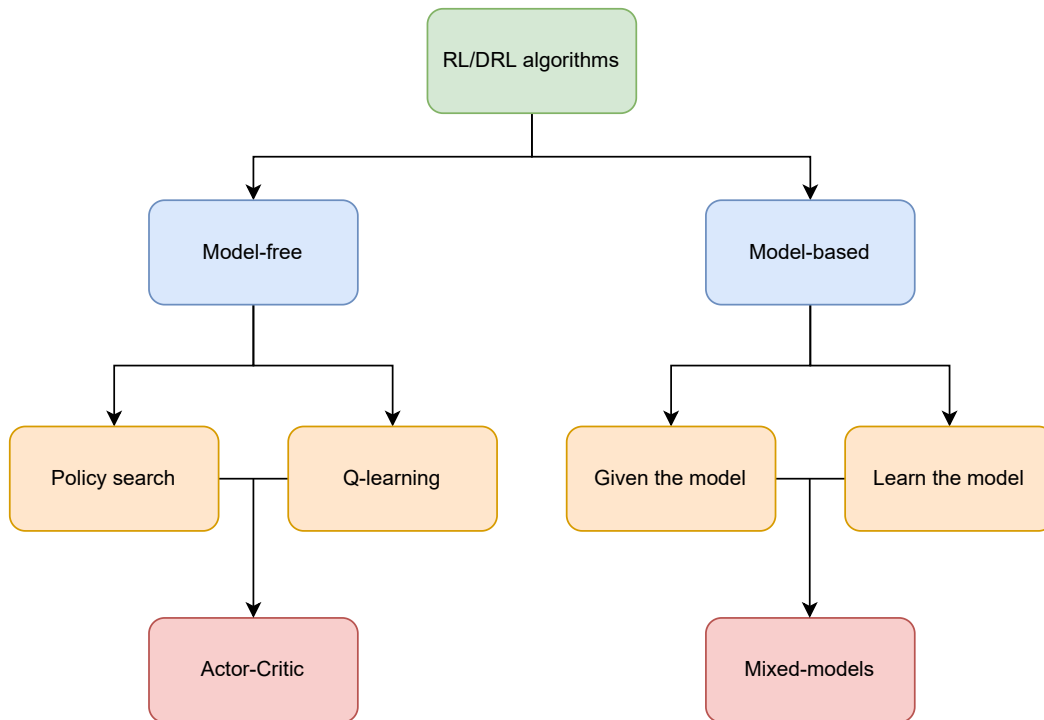 RL/DRL algorithms
Model-free
Model-based
Policy search
Q-learning
Given the model
Learn the model
Actor-Critic
Mixed-models